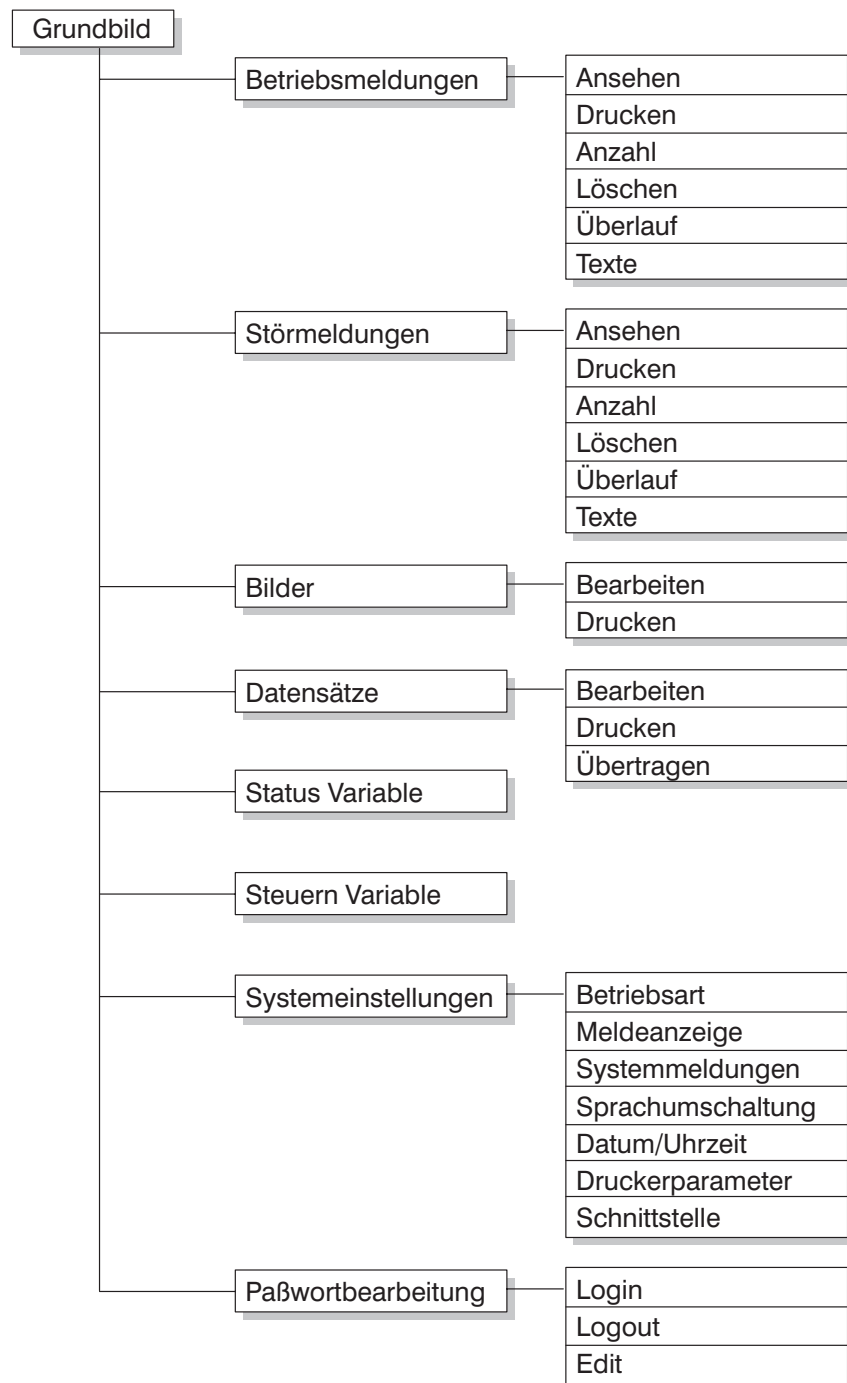 Grundbild
Betriebsmeldungen
Ansehen
Drucken
Anzahl
Löschen
Überlauf
Texte
Störmeldungen
Ansehen
Drucken
Anzahl
Löschen
Überlauf
Texte
Bilder
Bearbeiten
Drucken
Datensätze
Bearbeiten
Drucken
Übertragen
Status Variable
Steuern Variable
Systemeinstellungen
Betriebsart
Meldeanzeige
Systemmeldungen
Sprachumschaltung
Datum/Uhrzeit
Druckerparameter
Schnittstelle
Paßwortbearbeitung
Login
Logout
Edit